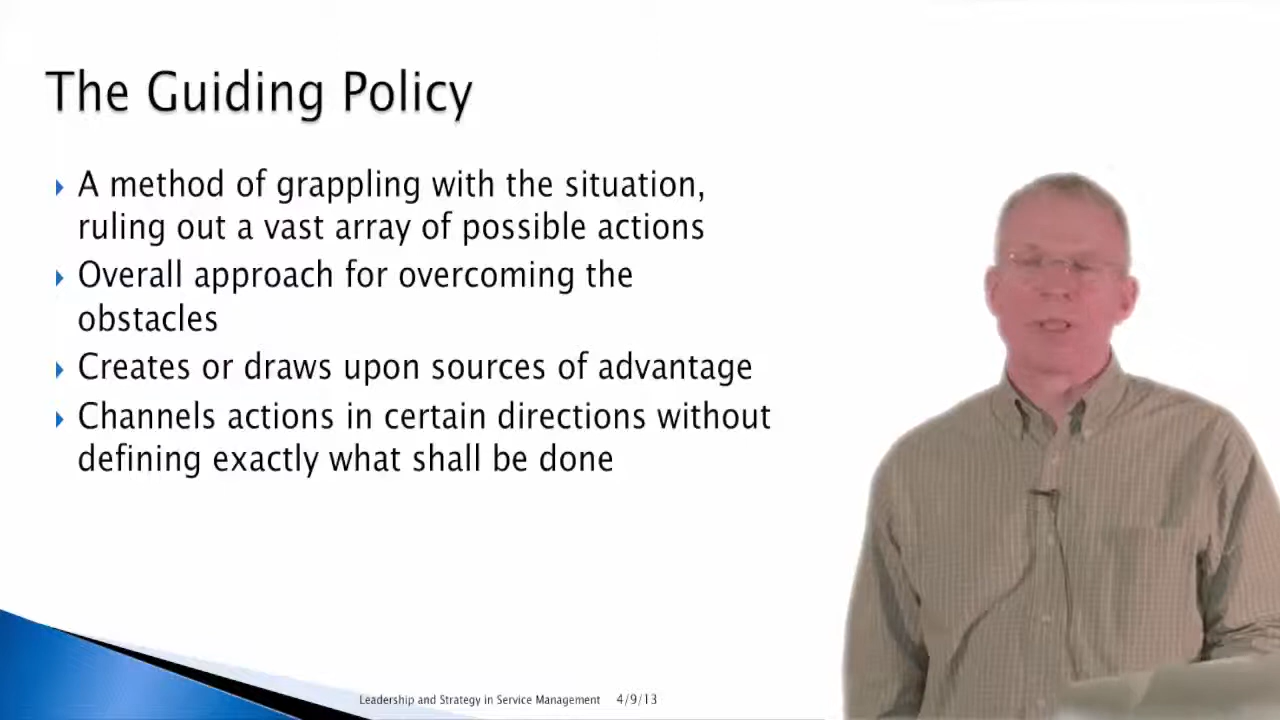 The Guiding Policy
A method of grappling with the situation,
ruling out a vast array of possible actions
Overall approach for overcoming the
obstacles
Creates or draws upon sources of advantage
Channels actions in certain directions without
defining exactly what shall be done
Leadership and Strategy in Service Management 4/9/13